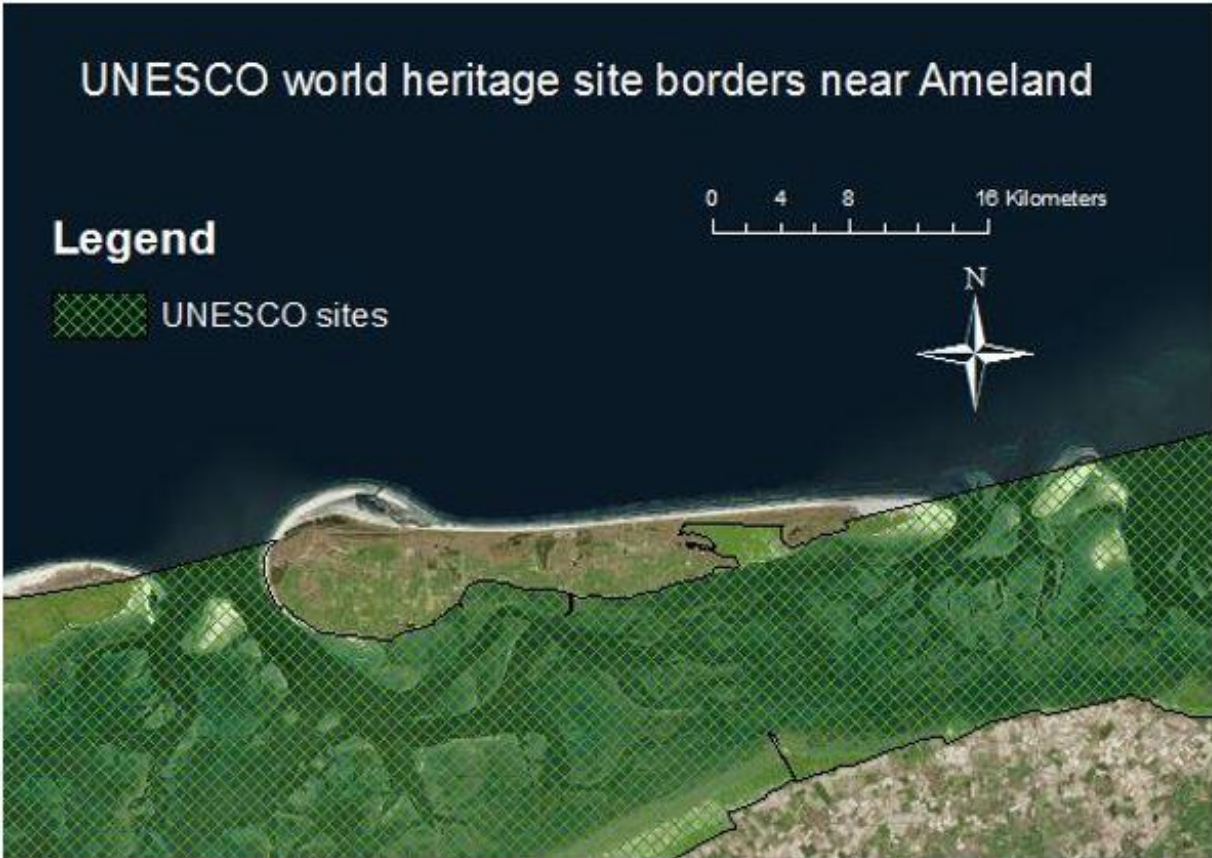 UNESCO world heritage site borders near Ameland
0 4 8 16 Kilometers
Legend
N
UNESCO sites